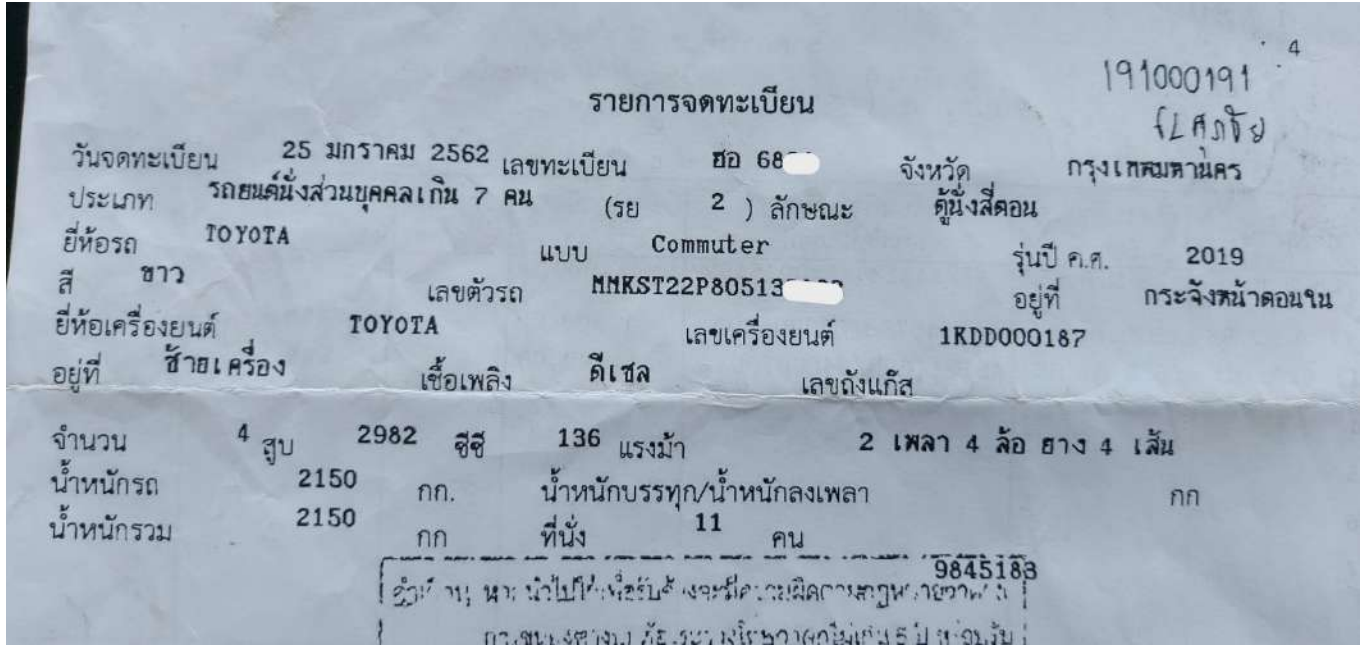 4
191000191
รายการจดทะเบียน
วันจดทะเบียน 25 มกราคม 2562 เลขทะเบียน ฮอ 68 จังหวัด กรุงเทพมหานคร
ประเภท รถยนต์นั่งส่วนบุคคลเกิน 7 คน (รย 2 ) ลักษณะ ตู้นั่งสี่ตอน
ยี่ห้อรถ TOYOTA แบบ Commuter รุ่นปี ค.ศ. 2019
สี ขาว เลขตัวรถ MMKST22P80513 อยู่ที่ กระจังหน้าตอนใน
ยี่ห้อเครื่องยนต์ TOYOTA เลขเครื่องยนต์ 1KDD000187
อยู่ที่ ซ้ายเครื่อง เชื้อเพลิง ดีเซล เลขถังแก๊ส
จำนวน 4 สูบ 2982 ซีซี 136 แรงม้า 2 เพลา 4 ล้อ ยาง 4 เส้น
น้ำหนักรถ 2150 กก. น้ำหนักบรรทุก/น้ำหนักลงเพลา กก
น้ำหนักรวม 2150 กก ที่นั่ง 11 คน
9845183